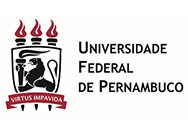 UNIVERSIDADE
FEDERAL
DE PERNAMBUCO
VIRTUS IMPAVIDA